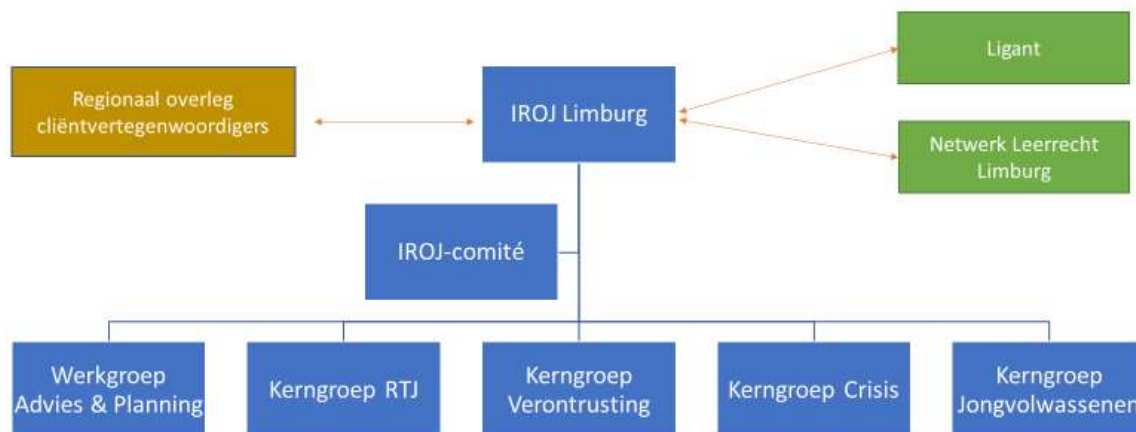 Ligant
Regionaal overleg
cliëntvertegenwoordigers
IROJ Limburg
Netwerk Leerrecht
Limburg
IROJ-comité
Werkgroep
Advies & Planning
Kerngroep RTJ
Kerngroep
Verontrusting
Kerngroep Crisis
Kerngroep
Jongvolwassenen